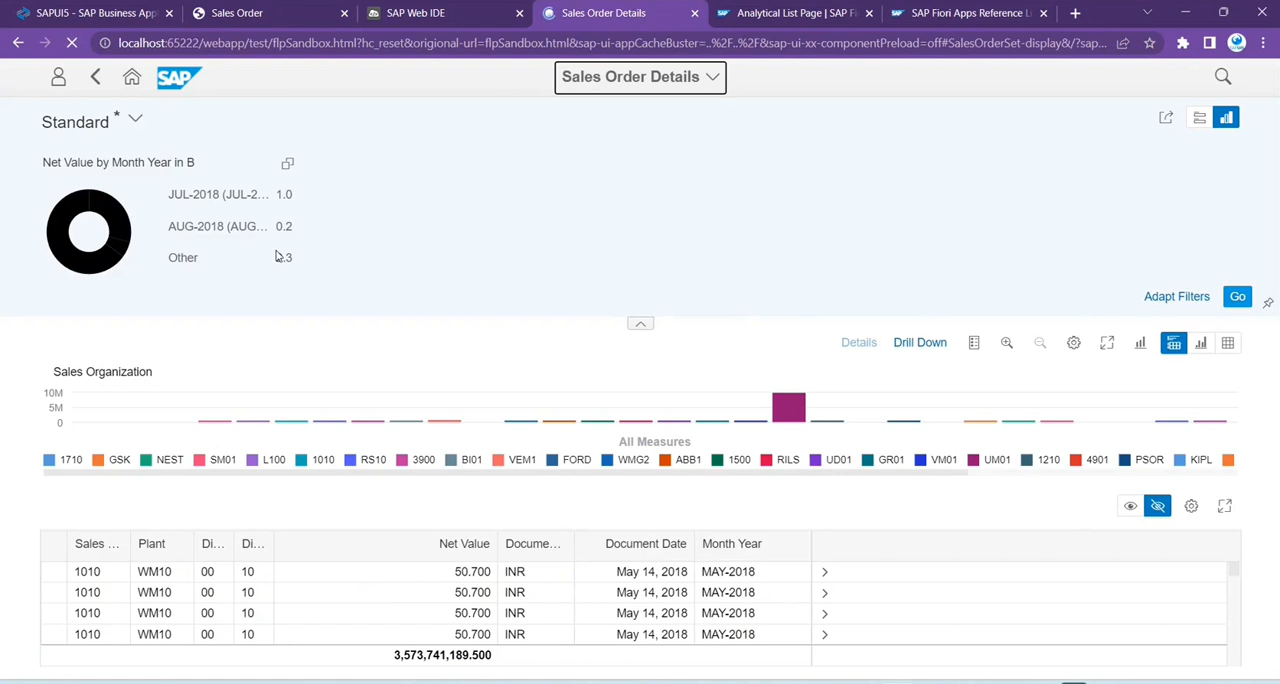 SAPUI5 - SAP Business App
Sales Order
SAP Web IDE
Sales Order Details
Analytical List Page | SAP Fi
SAP Fiori Apps Reference Li
localhost:65222/webapp/test/flpSandbox.html?hc_reset&origional-url=flpSandbox.html&sap-ui-appCacheBuster=..%2F..%2F&sap-ui-xx-componentPreload=off#SalesOrderSet-display&/?sap...
SAP
Sales Order Details
Standard *
Net Value by Month Year in B
JUL-2018 (JUL-2... 1.0
AUG-2018 (AUG... 0.2
Other .3
Adapt Filters Go
Details Drill Down
Sales Organization
10M
5M
0
All Measures
1710 GSK NEST SM01 L100 1010 RS10 3900 BI01 VEM1 FORD WMG2 ABB1 1500 RILS UD01 GR01 VM01 UM01 1210 4901 PSOR KIPL
Sales ... Plant Di... Di... Net Value Docume... Document Date Month Year
1010 WM10 00 10 50.700 INR May 14, 2018 MAY-2018
1010 WM10 00 10 50.700 INR May 14, 2018 MAY-2018
1010 WM10 00 10 50.700 INR May 14, 2018 MAY-2018
1010 WM10 00 10 50.700 INR May 14, 2018 MAY-2018
3,573,741,189.500